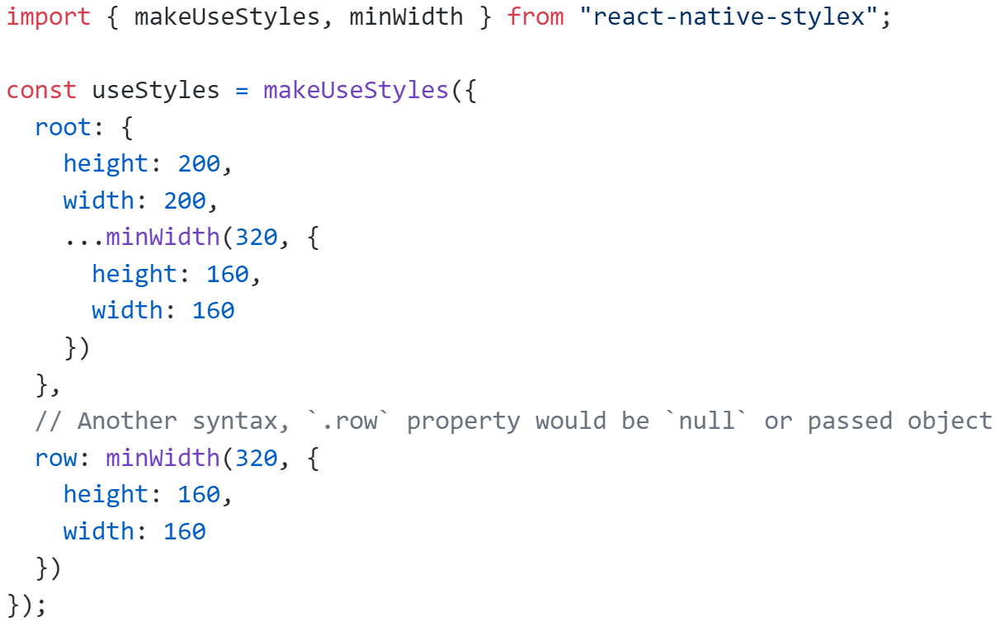 import { makeUseStyles, minWidth } from "react-native-stylex";

const useStyles = makeUseStyles({
  root: {
    height: 200,
    width: 200,
    ...minWidth(320, {
      height: 160,
      width: 160
    })
  },
  // Another syntax, `.row` property would be `null` or passed object
  row: minWidth(320, {
    height: 160,
    width: 160
  })
});